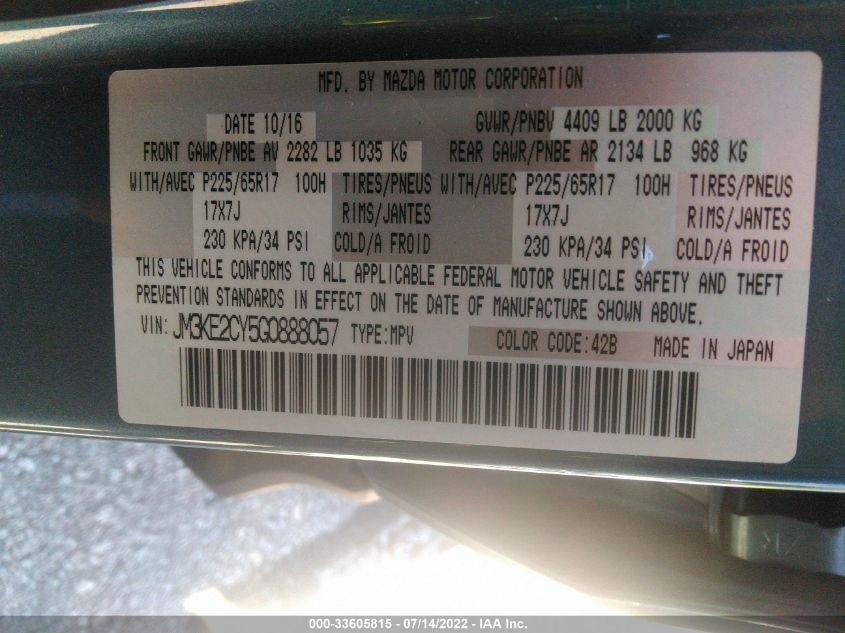 MFD. BY MAZDA MOTOR CORPORATION
DATE 10/16 GVWR/PNBV 4409 LB 2000 KG
FRONT GAWR/PNBE AV 2282 LB 1035 KG REAR GAWR/PNBE AR 2134 LB 968 KG
WITH/AVEC P225/65R17 100H TIRES/PNEUS WITH/AVEC P225/65R17 100H TIRES/PNEUS
17X7J RIMS/JANTES 17X7J RIMS/JANTES
230 KPA/34 PSI COLD/A FROID 230 KPA/34 PSI COLD/A FROID
THIS VEHICLE CONFORMS TO ALL APPLICABLE FEDERAL MOTOR VEHICLE SAFETY AND THEFT
PREVENTION STANDARDS IN EFFECT ON THE DATE OF MANUFACTURE SHOWN ABOVE.
VIN: JM3KE2CY5G0888057 TYPE:MPV COLOR CODE:42B MADE IN JAPAN
000-33605815 - 07/14/2022 - IAA Inc.